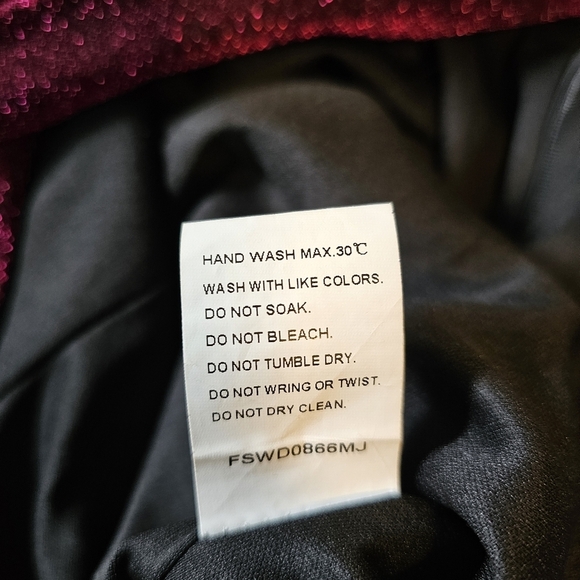 HAND WASH MAX.30℃
WASH WITH LIKE COLORS.
DO NOT SOAK.
DO NOT BLEACH.
DO NOT TUMBLE DRY.
DO NOT WRING OR TWIST.
DO NOT DRY CLEAN.
FSWD0866MJ